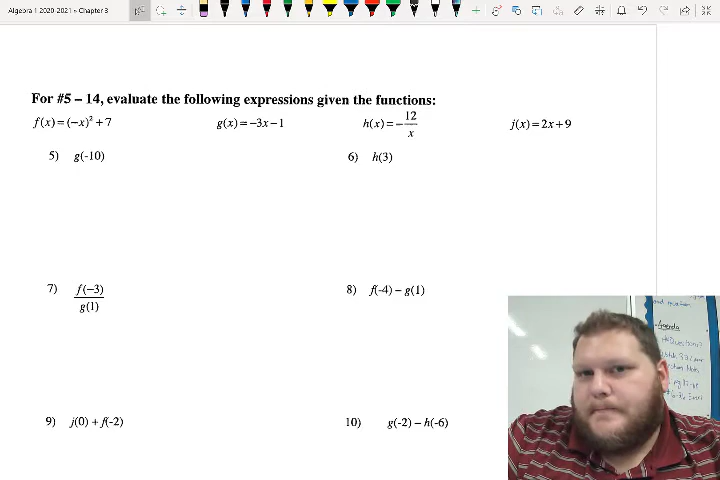 Algebra 1 2020-2021 » Chapter 3
For #5 – 14, evaluate the following expressions given the functions:
f(x) = (−x)² + 7 g(x) = −3x − 1 h(x) = −12/x j(x) = 2x + 9
5) g(-10) 6) h(3)
7) f(−3)/g(1) 8) f(-4) – g(1)
9) j(0) + f(-2) 10) g(-2) – h(-6)
Agenda